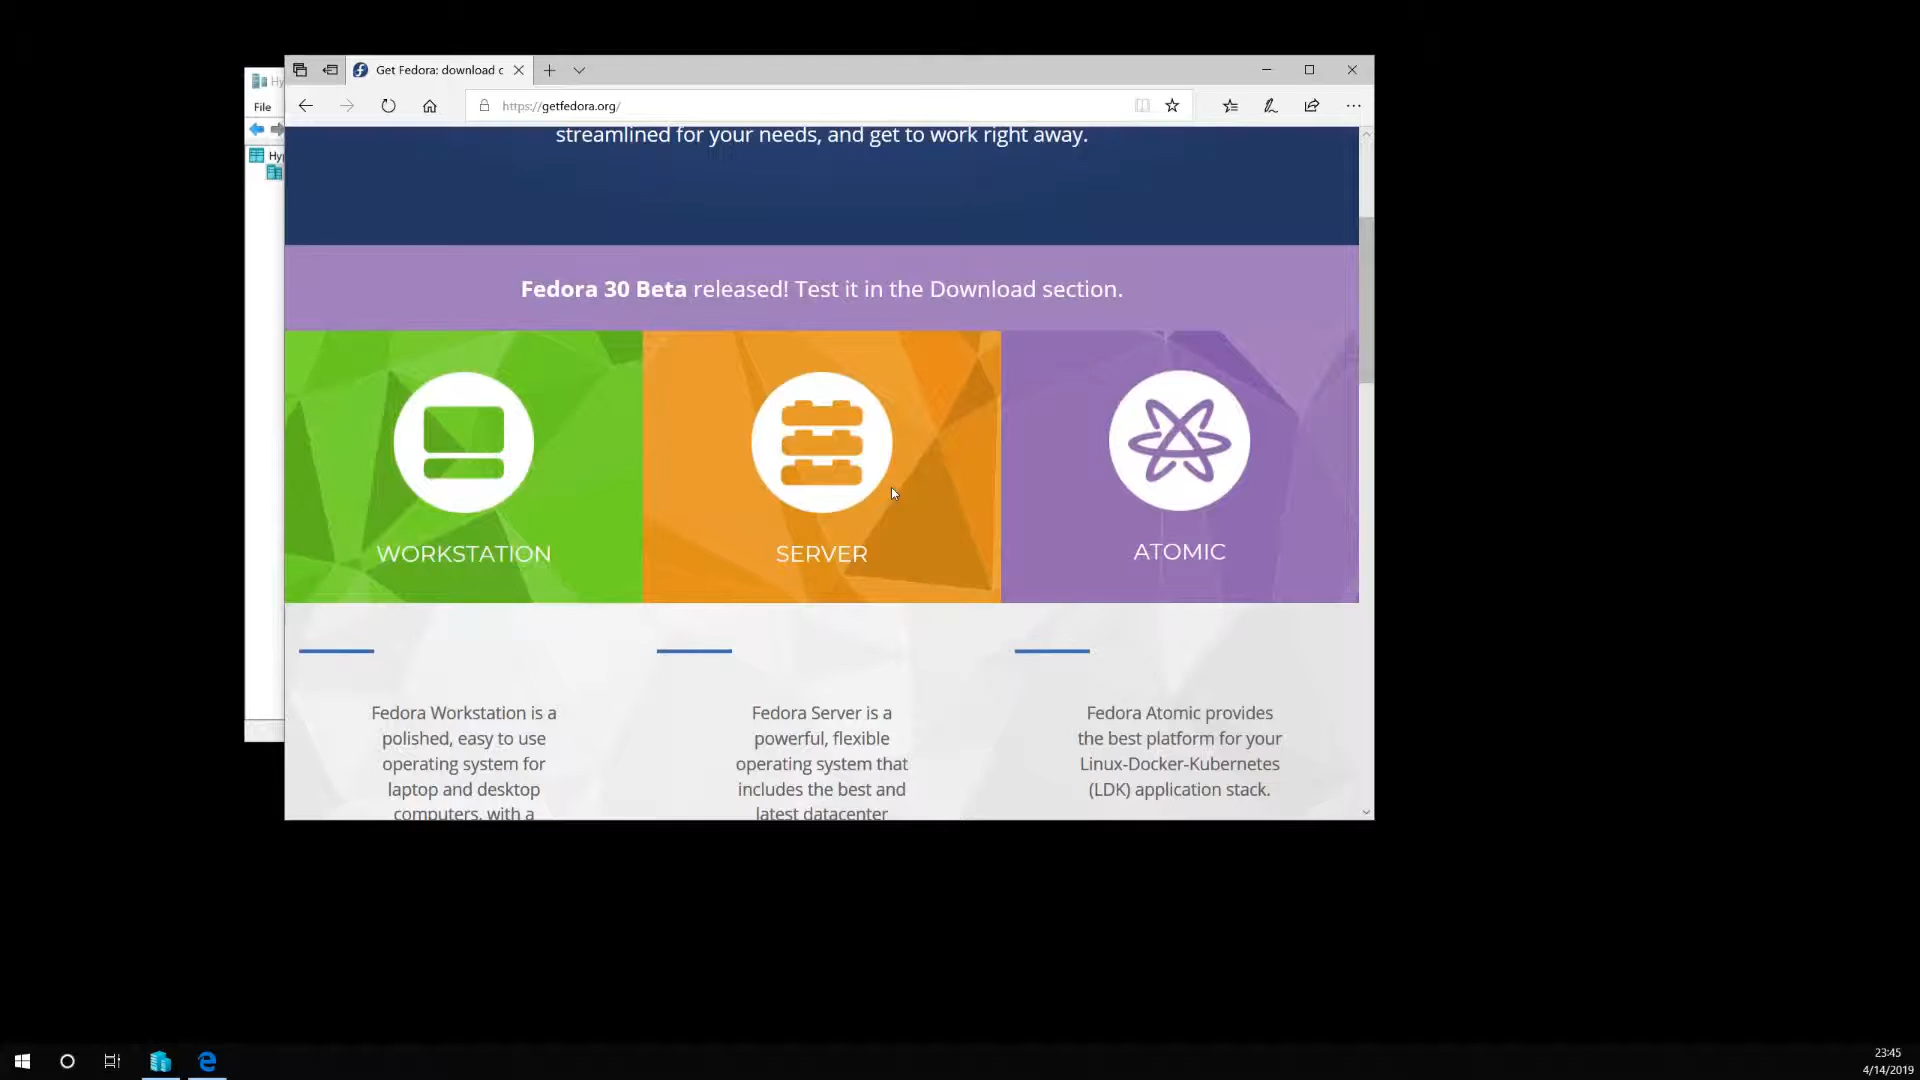 Get Fedora: download c
Hy
File
https://getfedora.org/
Hyp
streamlined for your needs, and get to work right away.
Fedora 30 Beta released! Test it in the Download section.
WORKSTATION
SERVER
ATOMIC
Fedora Workstation is a
polished, easy to use
operating system for
laptop and desktop
computers, with a
Fedora Server is a
powerful, flexible
operating system that
includes the best and
latest datacenter
Fedora Atomic provides
the best platform for your
Linux-Docker-Kubernetes
(LDK) application stack.
23:45
4/14/2019